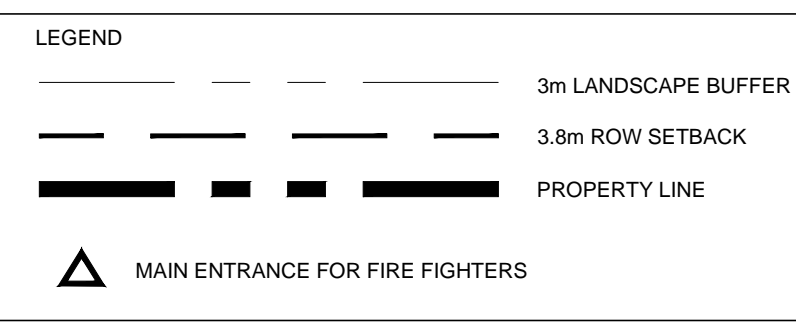 LEGEND
3m LANDSCAPE BUFFER
3.8m ROW SETBACK
PROPERTY LINE
MAIN ENTRANCE FOR FIRE FIGHTERS